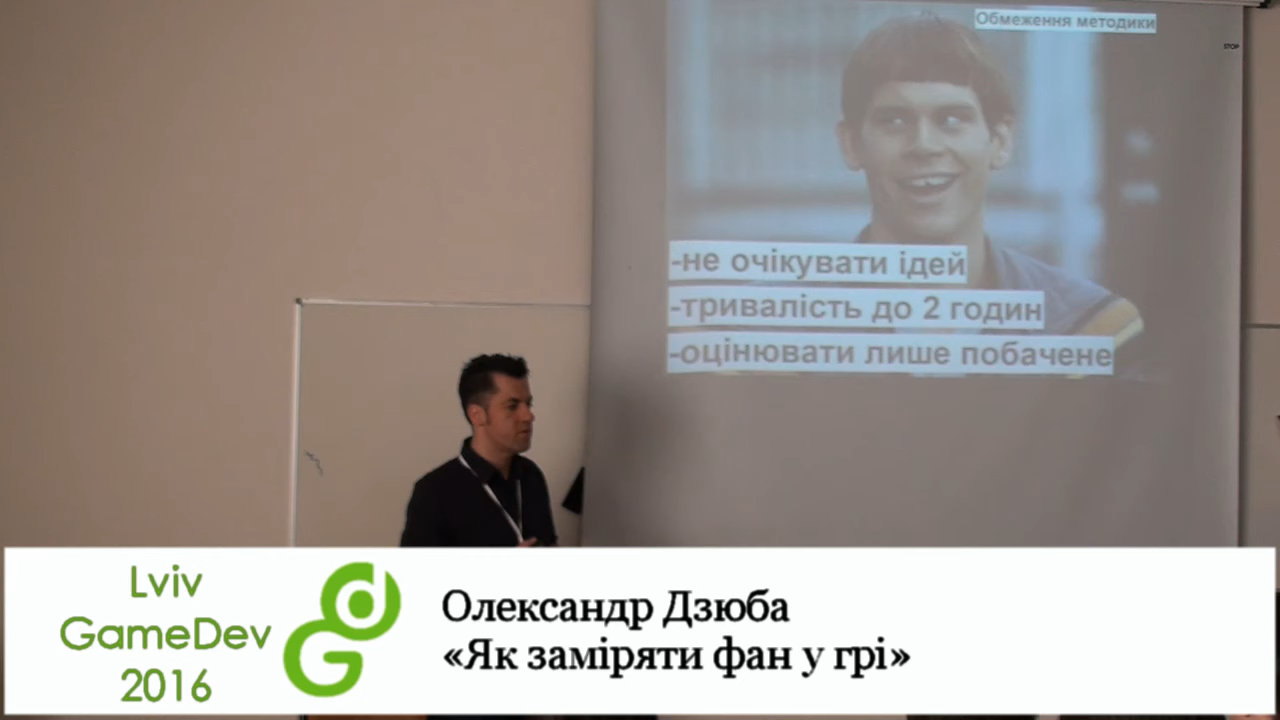 Обмеження методики
STOP
-не очікувати ідей
-тривалість до 2 годин
-оцінювати лише побачене
Lviv
GameDev
2016
Олександр Дзюба
«Як заміряти фан у грі»